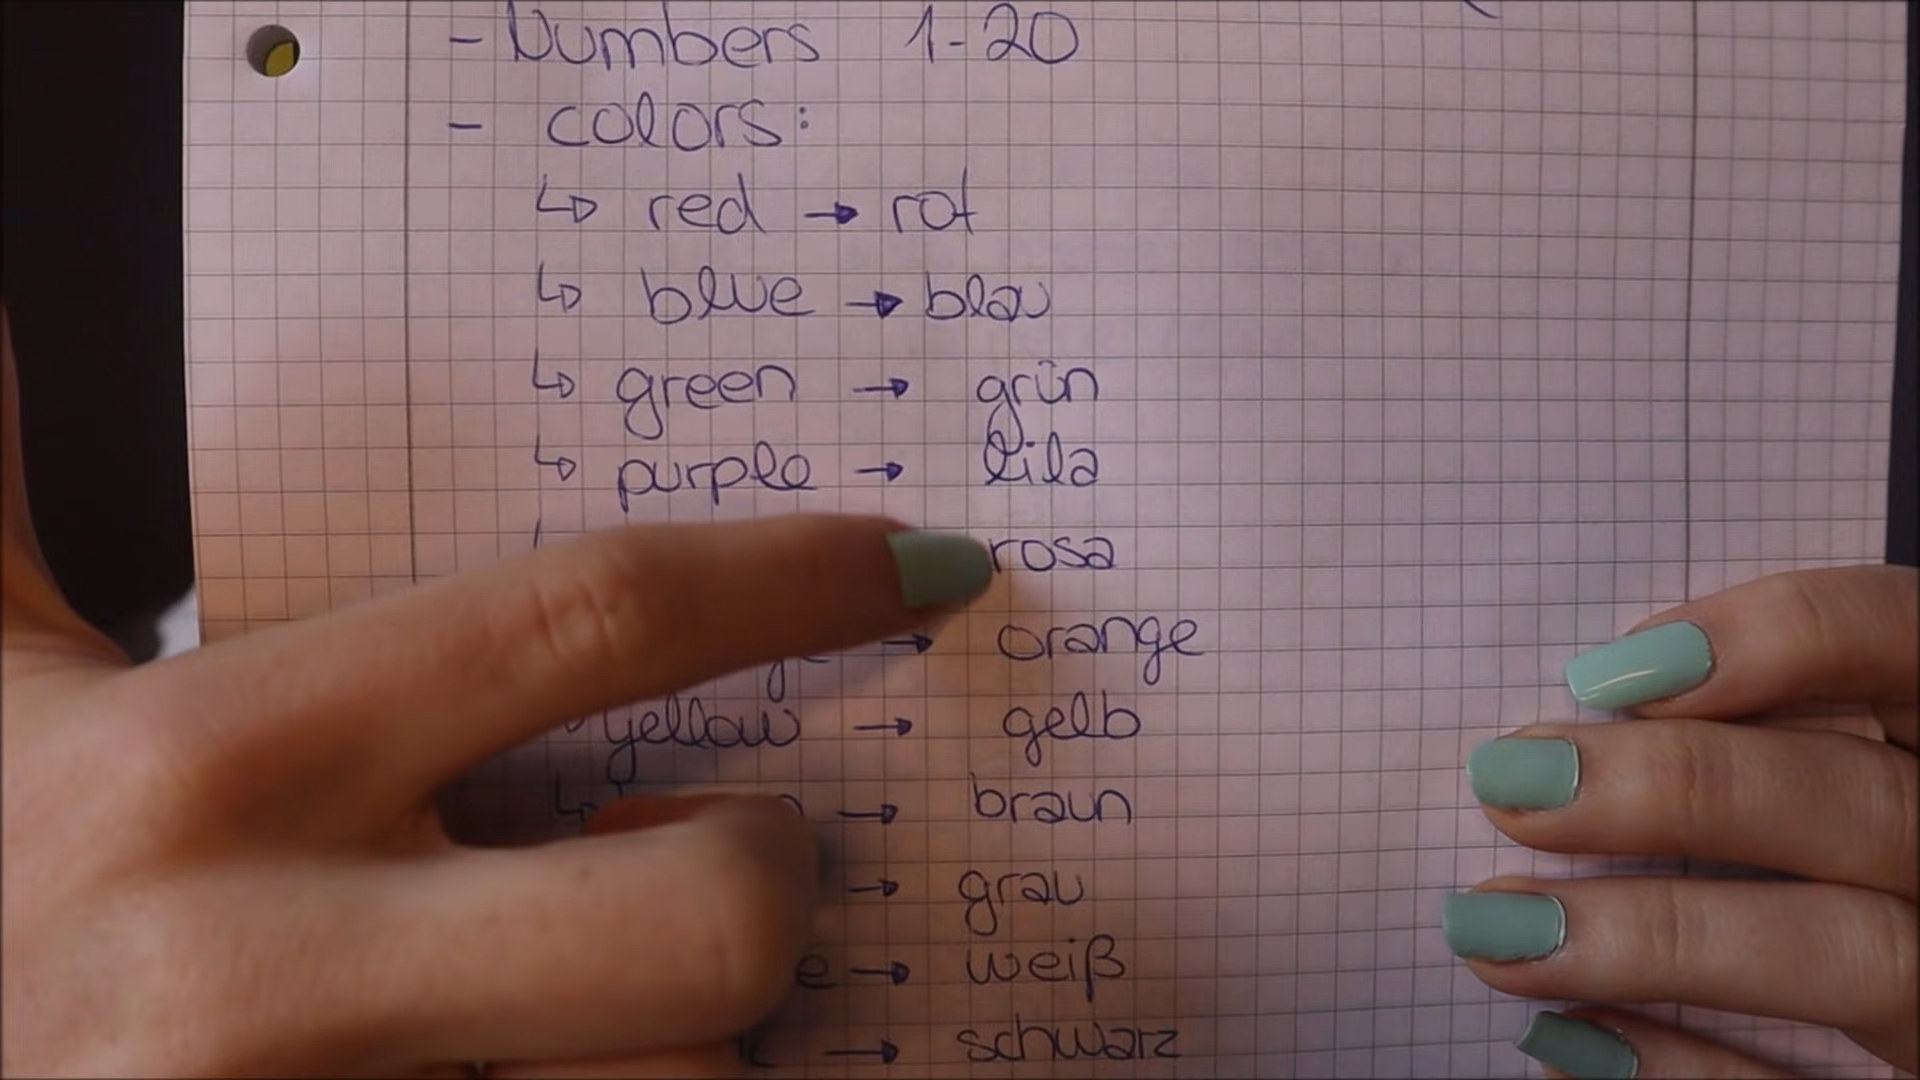 - Numbers 1-20
- colors:
↳ red → rot
↳ blue → blau
↳ green → grün
↳ purple → lila
rosa
→ orange
yellow → gelb
↳ → braun
→ grau
→ weiß
→ schwarz